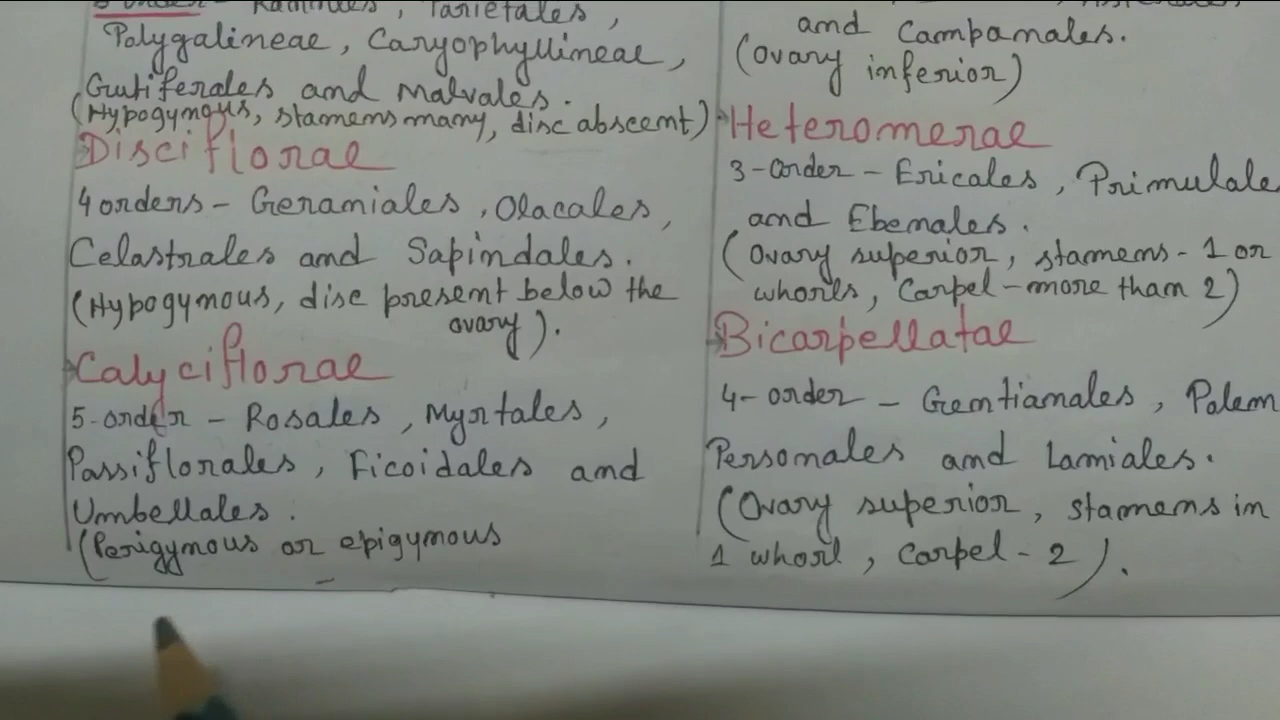 Polygalineae, Caryophyllineae,
Guttiferales and Malvales.
(Hypogynous, stamens many, disc abscent)
Disciflorae
4 orders - Geraniales, Olacales,
Celastrales and Sapindales.
(Hypogynous, disc present below the
ovary).
Calyciflorae
5-order - Rosales, Myrtales,
Passiflorales, Ficoidales and
Umbellales.
(Perigynous or epigynous
and Campanales.
(Ovary inferior)
Heteromerae
3-order - Ericales, Primulale
and Ebenales.
(Ovary superior, stamens - 1 or
whorls, Carpel - more than 2)
Bicarpellatae
4-order - Gentianales, Polem
Personales and Lamiales.
(Ovary superior, stamens in
1 whorl, Carpel - 2).